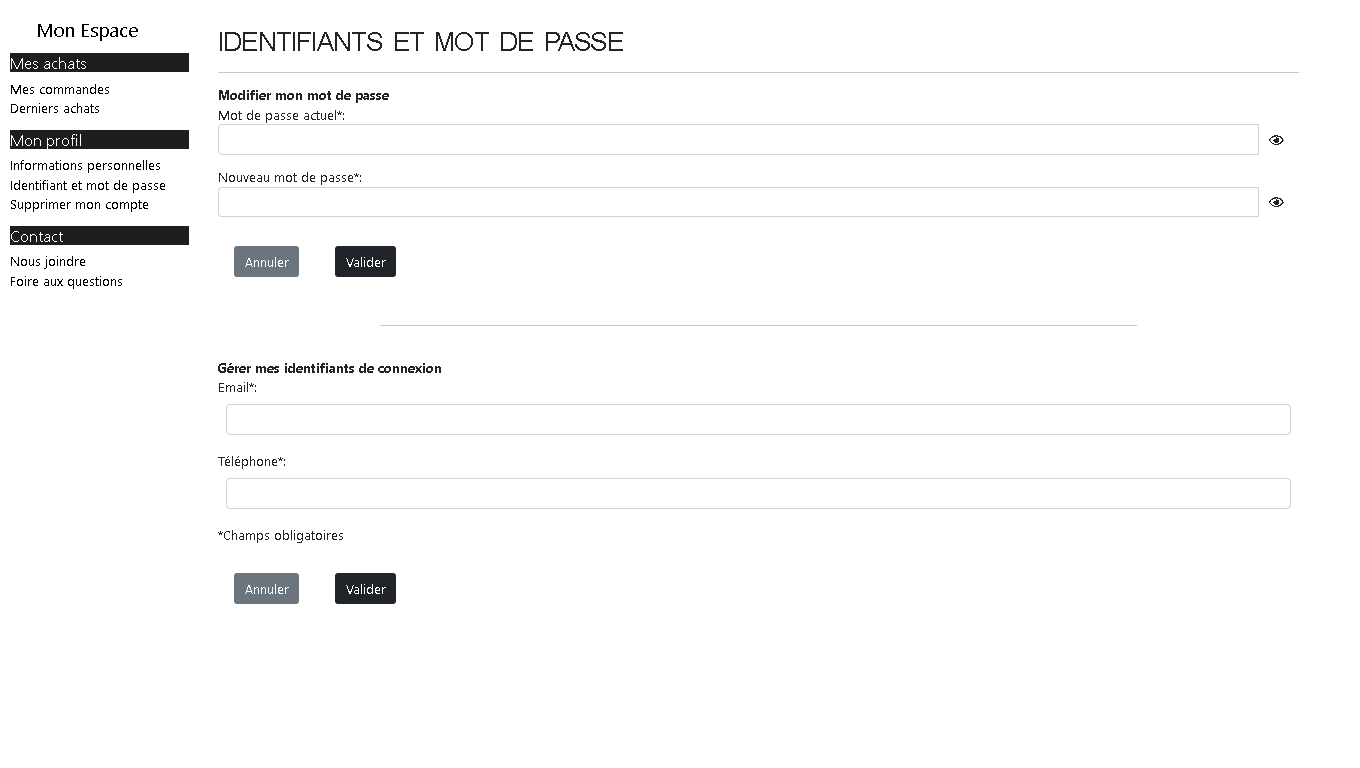 Mon Espace
Mes achats
Mes commandes
Derniers achats
Mon profil
Informations personnelles
Identifiant et mot de passe
Supprimer mon compte
Contact
Nous joindre
Foire aux questions
IDENTIFIANTS ET MOT DE PASSE
Modifier mon mot de passe
Mot de passe actuel*:
Nouveau mot de passe*:
Annuler Valider
Gérer mes identifiants de connexion
Email*:
Téléphone*:
*Champs obligatoires
Annuler Valider